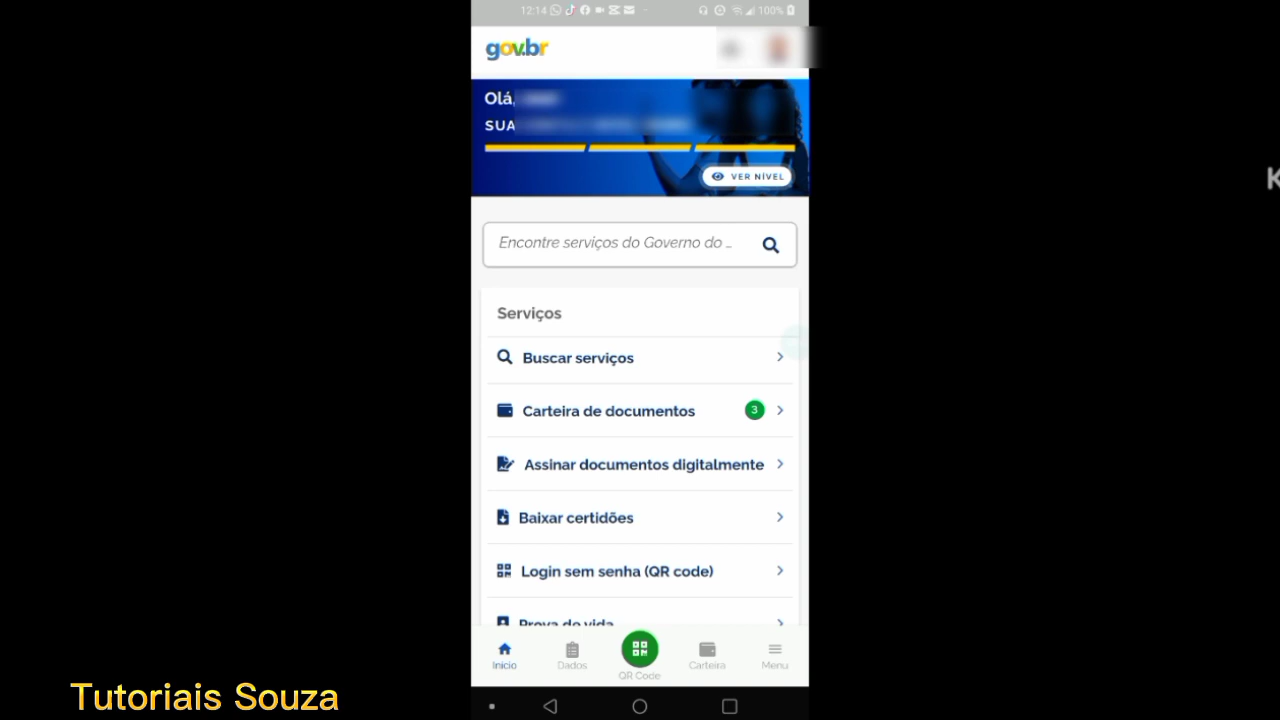 12:14
100%
gov.br
Olá,
SUA
VER NÍVEL
K
Encontre serviços do Governo do ...
Serviços
Buscar serviços
Carteira de documentos
3
Assinar documentos digitalmente
Baixar certidões
Login sem senha (QR code)
Prova de vida
Início
Dados
QR Code
Carteira
Menu
Tutoriais Souza